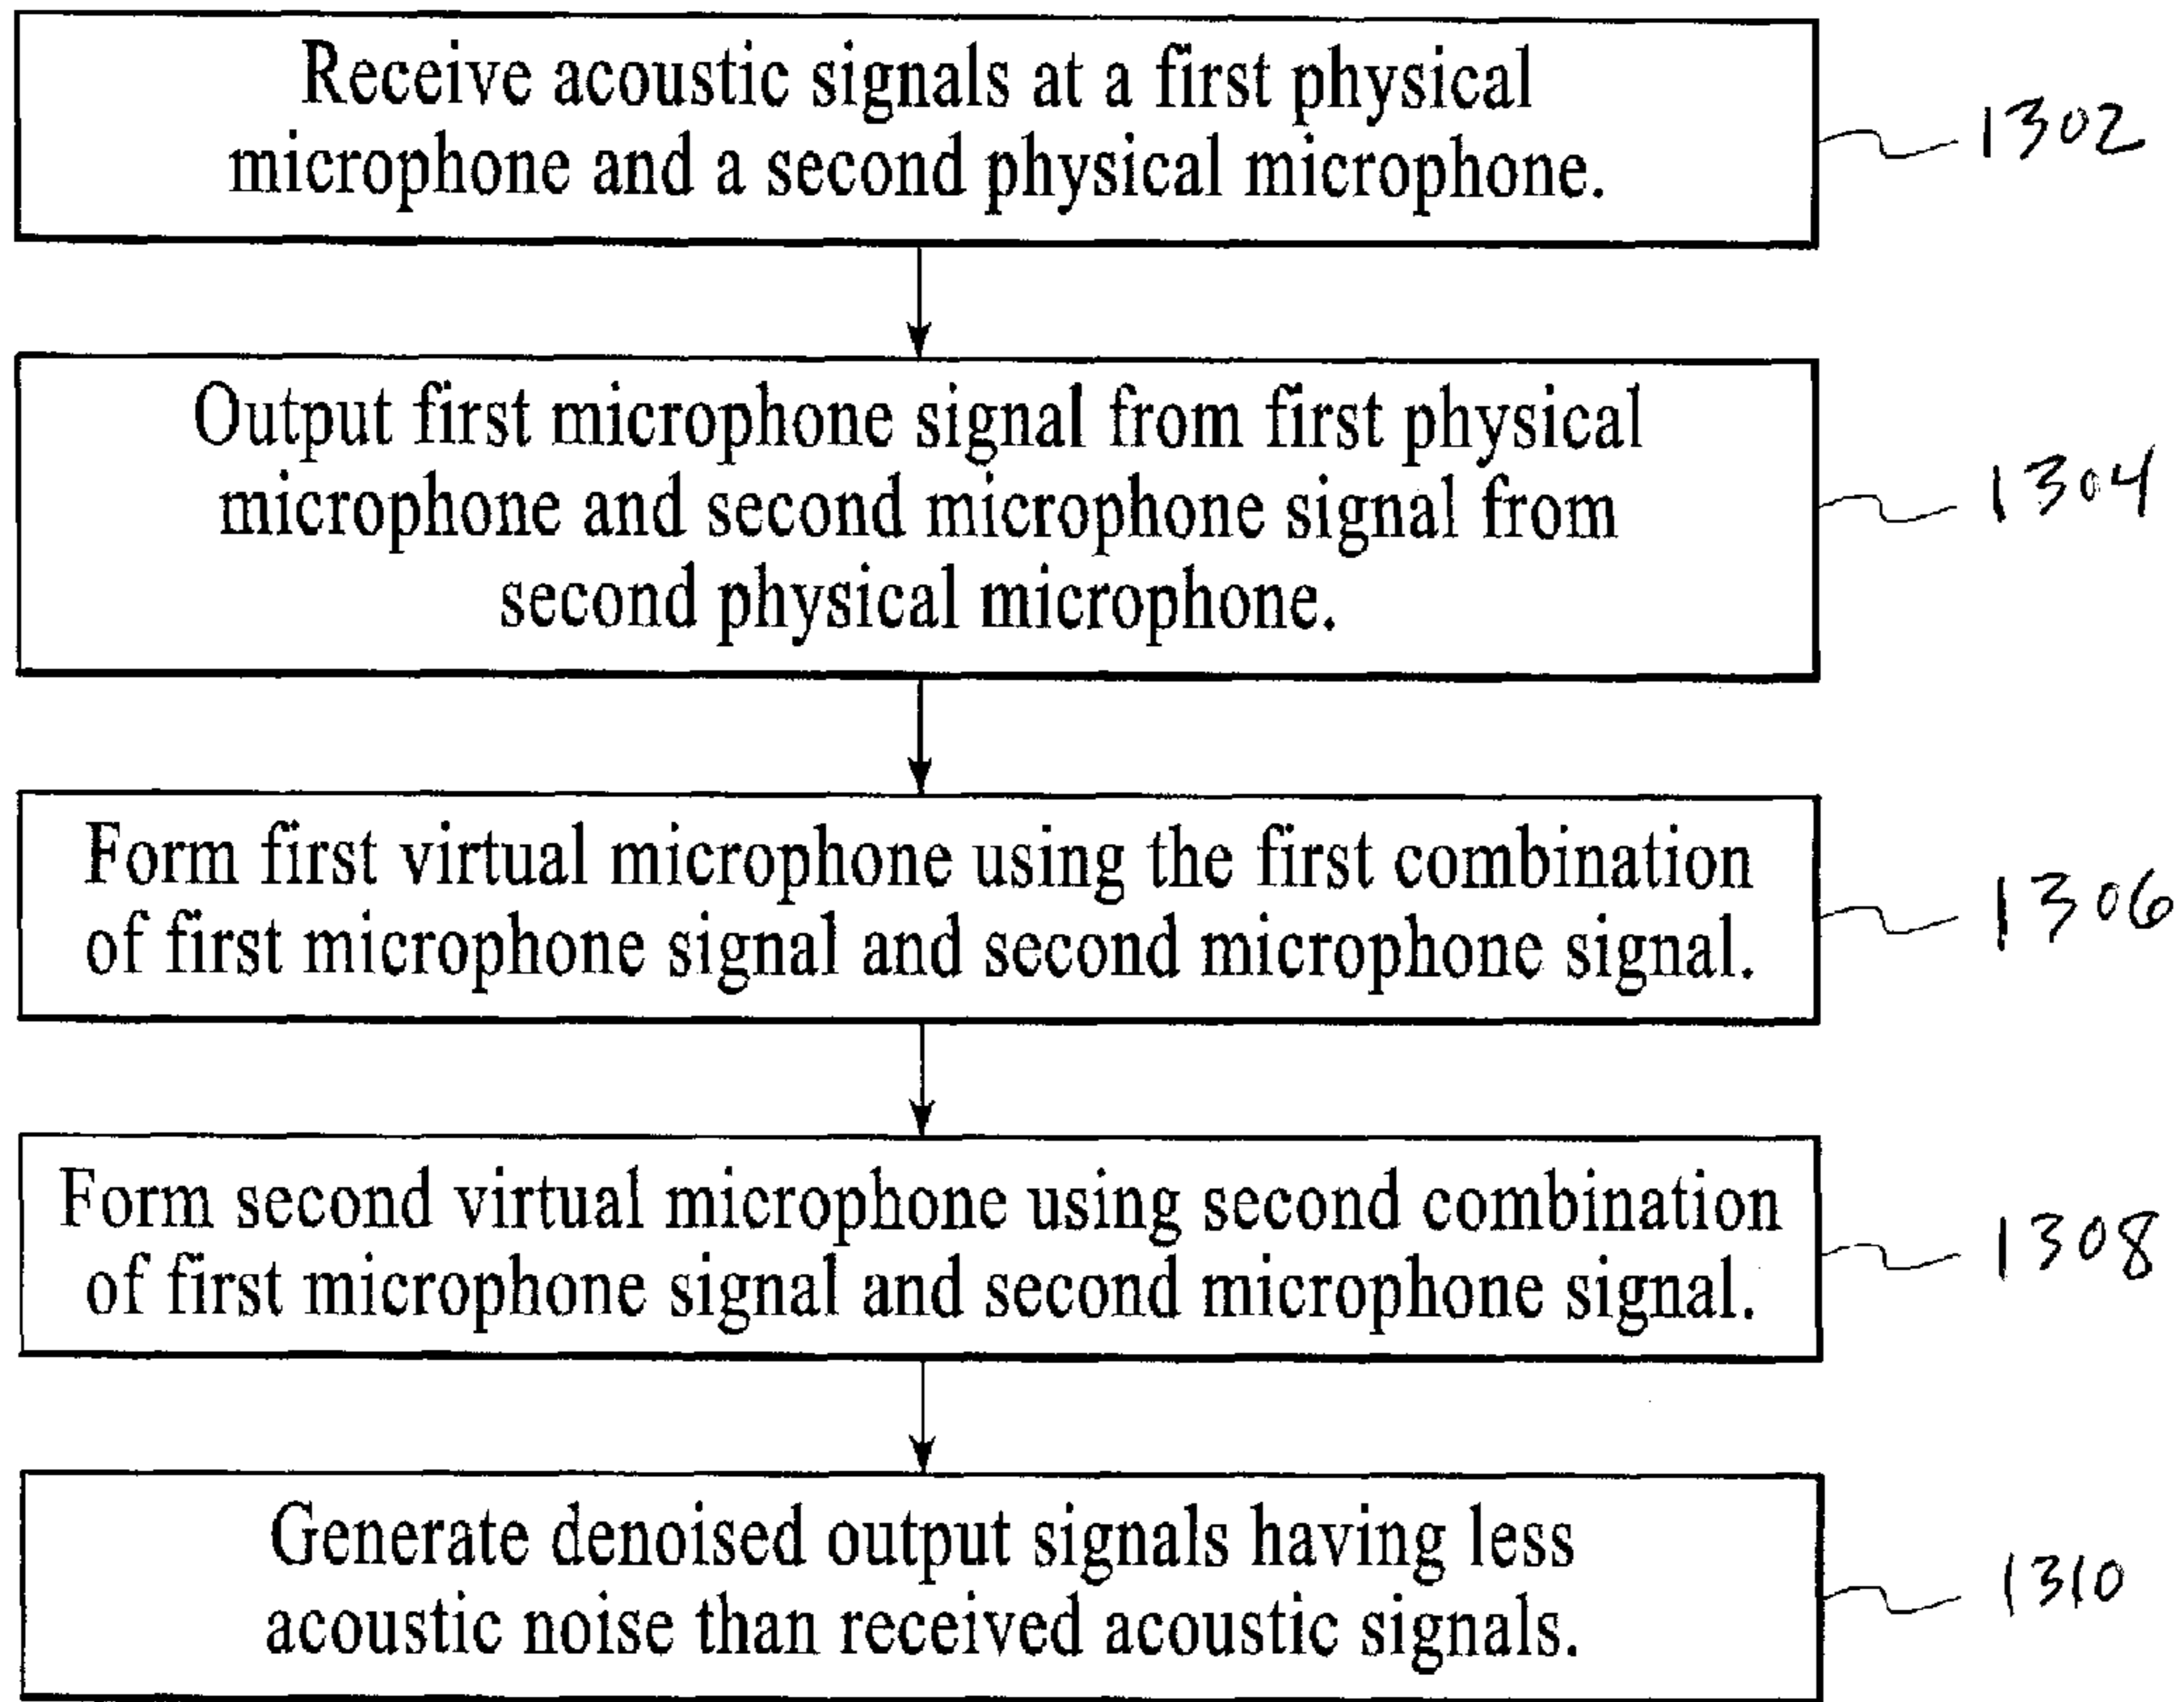 Receive acoustic signals at a first physical
microphone and a second physical microphone.
1302
Output first microphone signal from first physical
microphone and second microphone signal from
second physical microphone.
1304
Form first virtual microphone using the first combination
of first microphone signal and second microphone signal.
1306
Form second virtual microphone using second combination
of first microphone signal and second microphone signal.
1308
Generate denoised output signals having less
acoustic noise than received acoustic signals.
1310